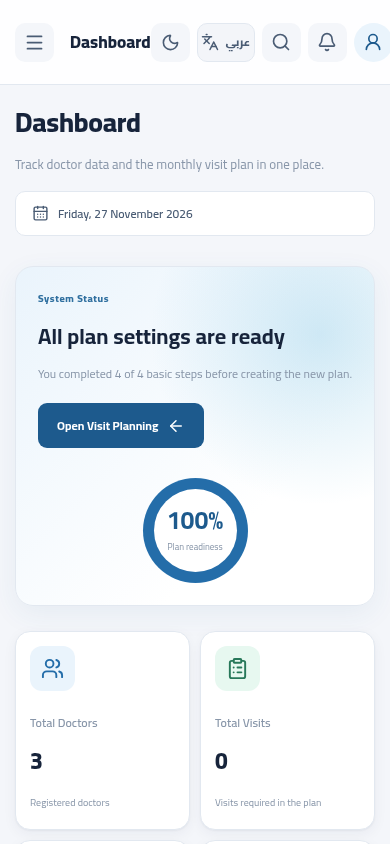 Dashboard
عربي
Dashboard
Track doctor data and the monthly visit plan in one place.
Friday, 27 November 2026
System Status
All plan settings are ready
You completed 4 of 4 basic steps before creating the new plan.
Open Visit Planning
100%
Plan readiness
Total Doctors
3
Registered doctors
Total Visits
0
Visits required in the plan